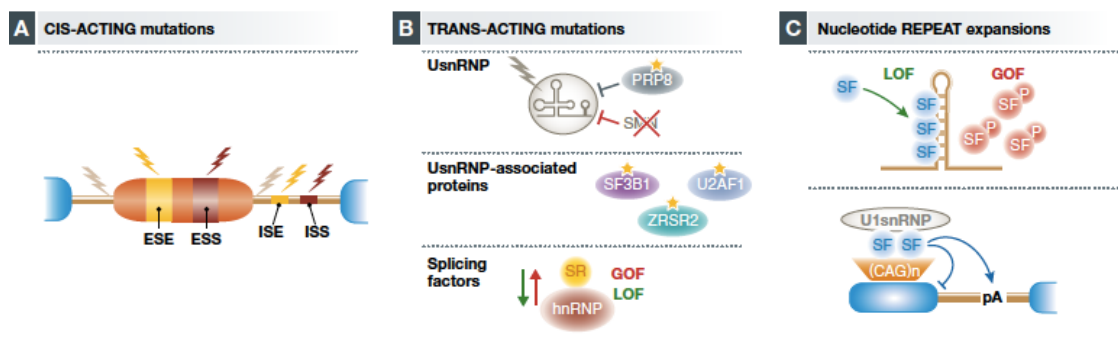 A CIS-ACTING mutations
ESE
ESS
ISE
ISS
B TRANS-ACTING mutations
UsnRNP
PRP8
SMN
UsnRNP-associated
proteins
SF3B1
U2AF1
ZRSR2
Splicing
factors
SR
hnRNP
GOF
LOF
C Nucleotide REPEAT expansions
LOF
GOF
SF
SF
SF
SF
SF P
SF P
SF P
U1snRNP
SF SF
(CAG)n
pA